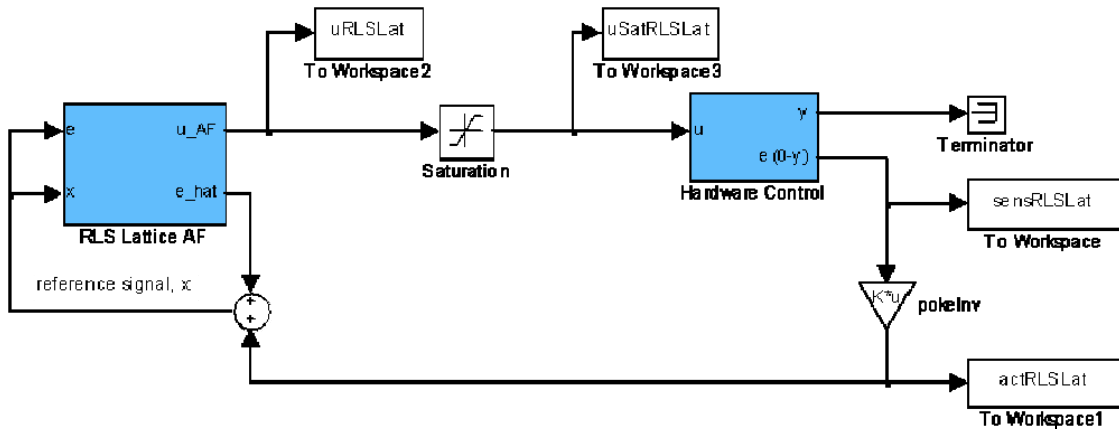 uRLSLat
To Workspace2
uSatRLSLat
To Workspace3
e
u_AF
x
e_hat
RLS Lattice AF
Saturation
u
y
e (0-y)
Hardware Control
Terminator
sensRLSLat
To Workspace
reference signal, x
+
+
K*u
pokeInv
actRLSLat
To Workspace1